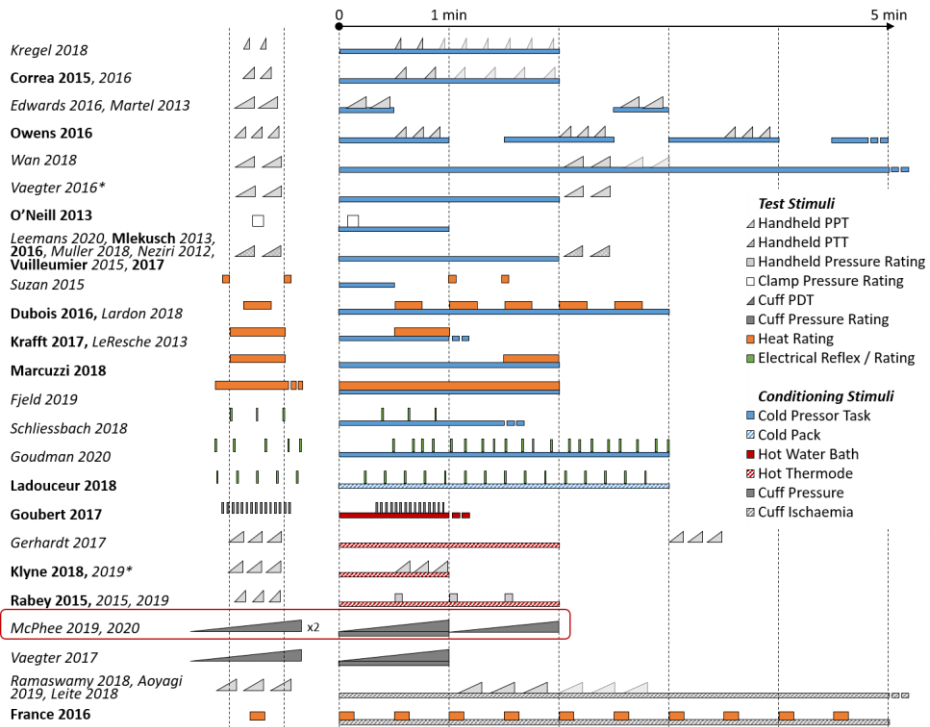 0 1 min 5 min
Kregel 2018
Correa 2015, 2016
Edwards 2016, Martel 2013
Owens 2016
Wan 2018
Vaegter 2016*
O'Neill 2013
Leemans 2020, Mlekusch 2013,
2016, Muller 2018, Neziri 2012,
Vuilleumier 2015, 2017
Suzan 2015
Dubois 2016, Lardon 2018
Krafft 2017, LeResche 2013
Marcuzzi 2018
Fjeld 2019
Schliessbach 2018
Goudman 2020
Ladouceur 2018
Goubert 2017
Gerhardt 2017
Klyne 2018, 2019*
Rabey 2015, 2015, 2019
McPhee 2019, 2020 x2
Vaegter 2017
Ramaswamy 2018, Aoyagi
2019, Leite 2018
France 2016
Test Stimuli
Handheld PPT
Handheld PTT
Handheld Pressure Rating
Clamp Pressure Rating
Cuff PDT
Cuff Pressure Rating
Heat Rating
Electrical Reflex / Rating
Conditioning Stimuli
Cold Pressor Task
Cold Pack
Hot Water Bath
Hot Thermode
Cuff Pressure
Cuff Ischaemia